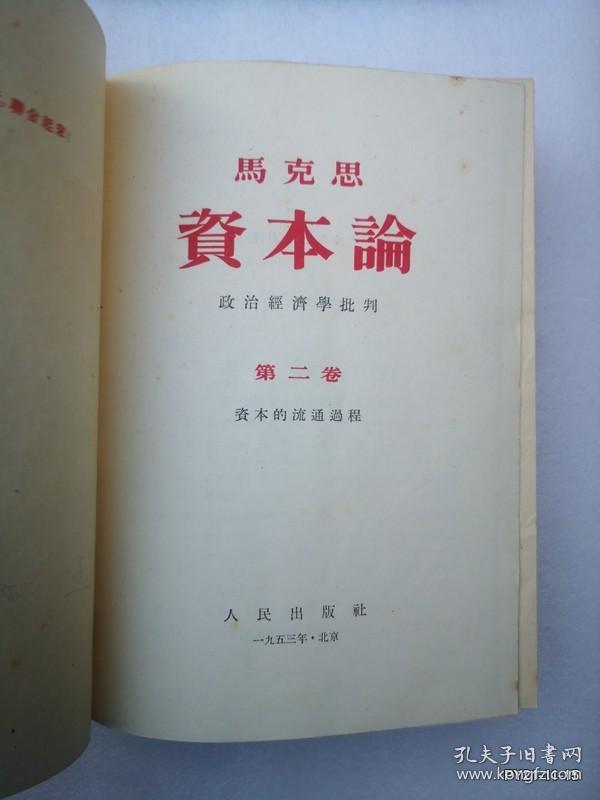 馬克思
資本論
政治經濟學批判
第二卷
資本的流通過程
人民出版社
一九五三年·北京
孔夫子旧书网